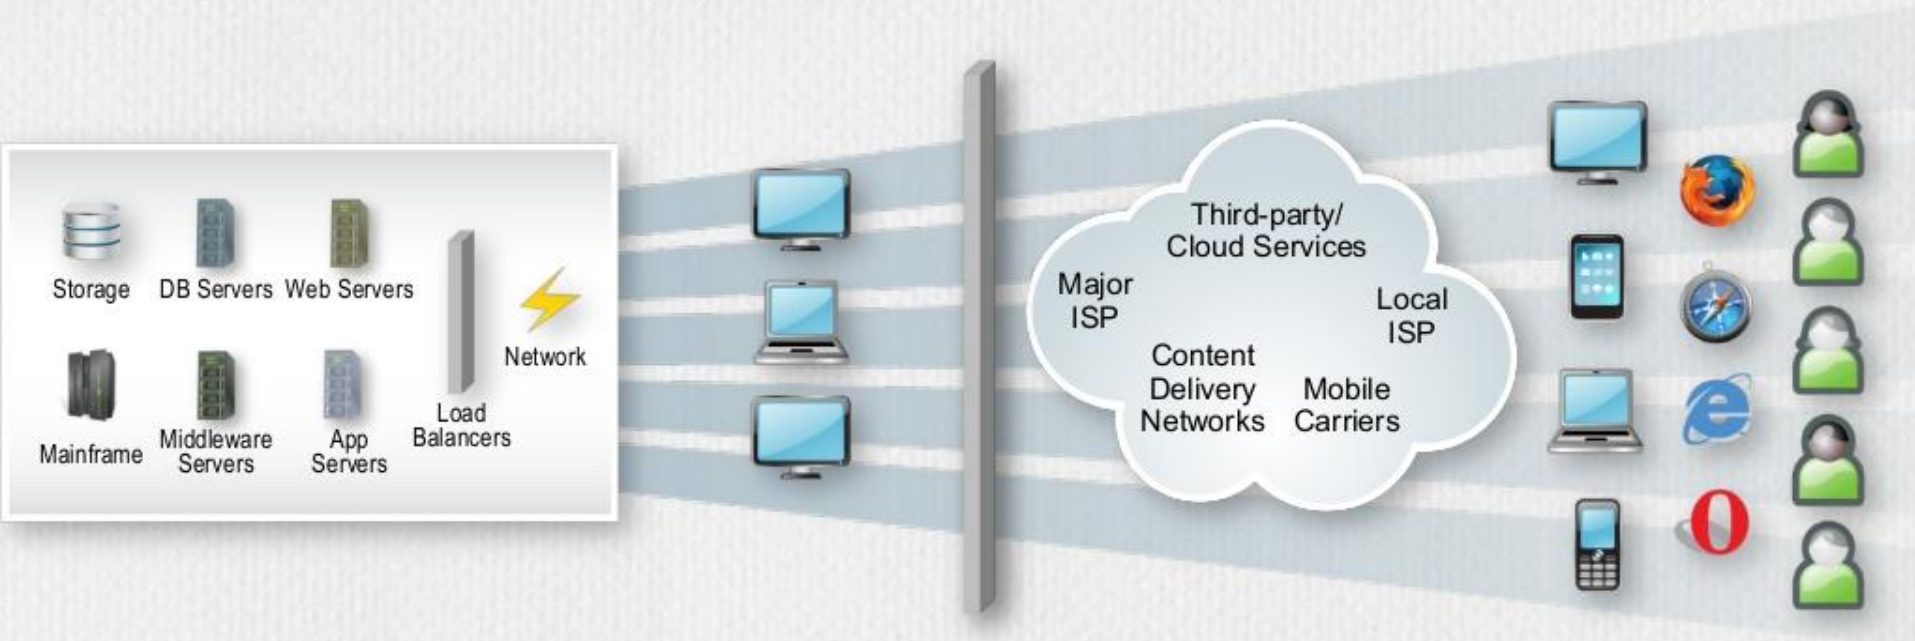 Storage
DB Servers
Web Servers
Network
Mainframe
Middleware
Servers
App
Servers
Load
Balancers
Third-party/
Cloud Services
Major
ISP
Local
ISP
Content
Delivery
Networks
Mobile
Carriers